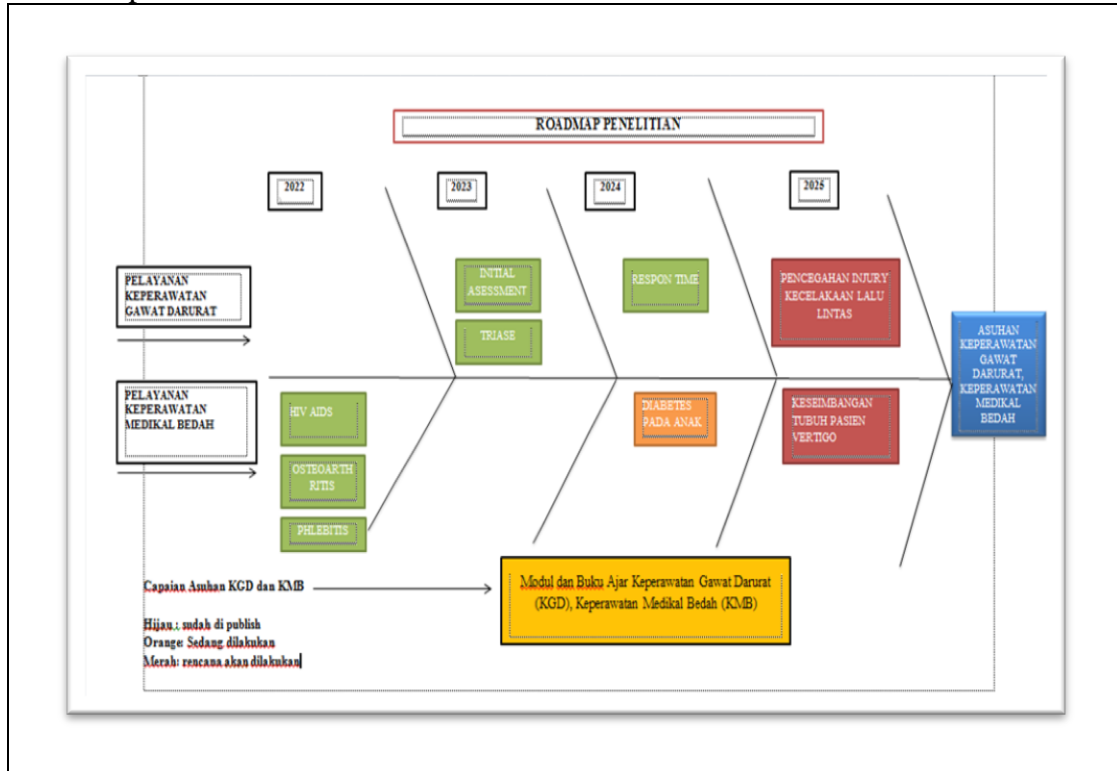 ROADMAP PENELITIAN
2022
2023
2024
2025
PELAYANAN
KEPERAWATAN
GAWAT DARURAT
INITIAL
ASESSMENT
TRIASE
RESPON TIME
PENCEGAHAN INJURY
KECELAKAAN LALU
LINTAS
ASUHAN
KEPERAWATAN
GAWAT
DARURAT,
KEPERAWATAN
MEDIKAL
BEDAH
PELAYANAN
KEPERAWATAN
MEDIKAL BEDAH
HIV AIDS
OSTEOARTH
RITIS
PHLEBITIS
DIABETES
PADA ANAK
KESEIMBANGAN
TUBUH PASIEN
VERTIGO
Capaian Asuhan KGD dan KMB
Modul dan Buku Ajar Keperawatan Gawat Darurat
(KGD), Keperawatan Medikal Bedah (KMB)
Hijau : sudah di publish
Orange: Sedang dilakukan
Merah: rencana akan dilakukan